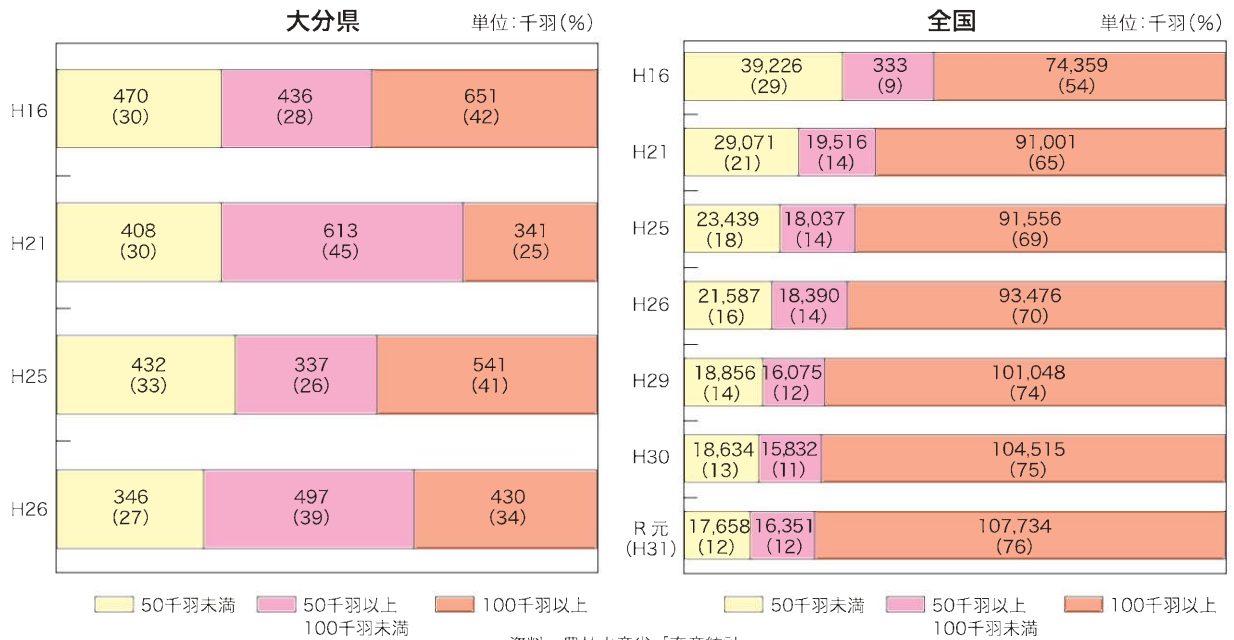 大分県
単位：千羽（％）
H16
470
(30)
436
(28)
651
(42)
H21
408
(30)
613
(45)
341
(25)
H25
432
(33)
337
(26)
541
(41)
H26
346
(27)
497
(39)
430
(34)
50千羽未満
50千羽以上
100千羽未満
100千羽以上
全国
単位：千羽（％）
H16
39,226
(29)
333
(9)
74,359
(54)
H21
29,071
(21)
19,516
(14)
91,001
(65)
H25
23,439
(18)
18,037
(14)
91,556
(69)
H26
21,587
(16)
18,390
(14)
93,476
(70)
H29
18,856
(14)
16,075
(12)
101,048
(74)
H30
18,634
(13)
15,832
(11)
104,515
(75)
R元
(H31)
17,658
(12)
16,351
(12)
107,734
(76)
50千羽未満
50千羽以上
100千羽未満
100千羽以上